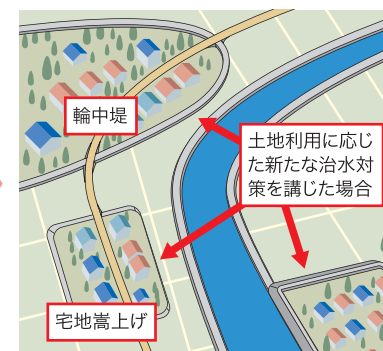 輪中堤
土地利用に応じ
た新たな治水対
策を講じた場合
宅地嵩上げ